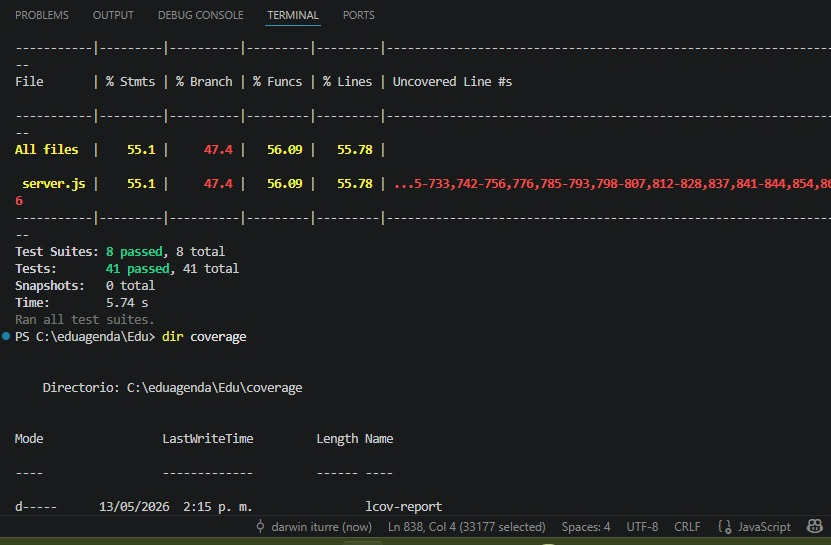 PROBLEMS OUTPUT DEBUG CONSOLE TERMINAL PORTS
-----------|---------|----------|---------|---------|-------------------------------------------------------
--
File | % Stmts | % Branch | % Funcs | % Lines | Uncovered Line #s
-----------|---------|----------|---------|---------|-------------------------------------------------------
--
All files | 55.1 | 47.4 | 56.09 | 55.78 |
server.js | 55.1 | 47.4 | 56.09 | 55.78 | ...5-733,742-756,776,785-793,798-807,812-828,837,841-844,854,86
6
-----------|---------|----------|---------|---------|-------------------------------------------------------
--
Test Suites: 8 passed, 8 total
Tests: 41 passed, 41 total
Snapshots: 0 total
Time: 5.74 s
Ran all test suites.
PS C:\eduagenda\Edu> dir coverage
Directorio: C:\eduagenda\Edu\coverage
Mode LastWriteTime Length Name
---- ------------- ------ ----
d----- 13/05/2026 2:15 p. m. lcov-report
darwin iturre (now) Ln 838, Col 4 (33177 selected) Spaces: 4 UTF-8 CRLF {} JavaScript